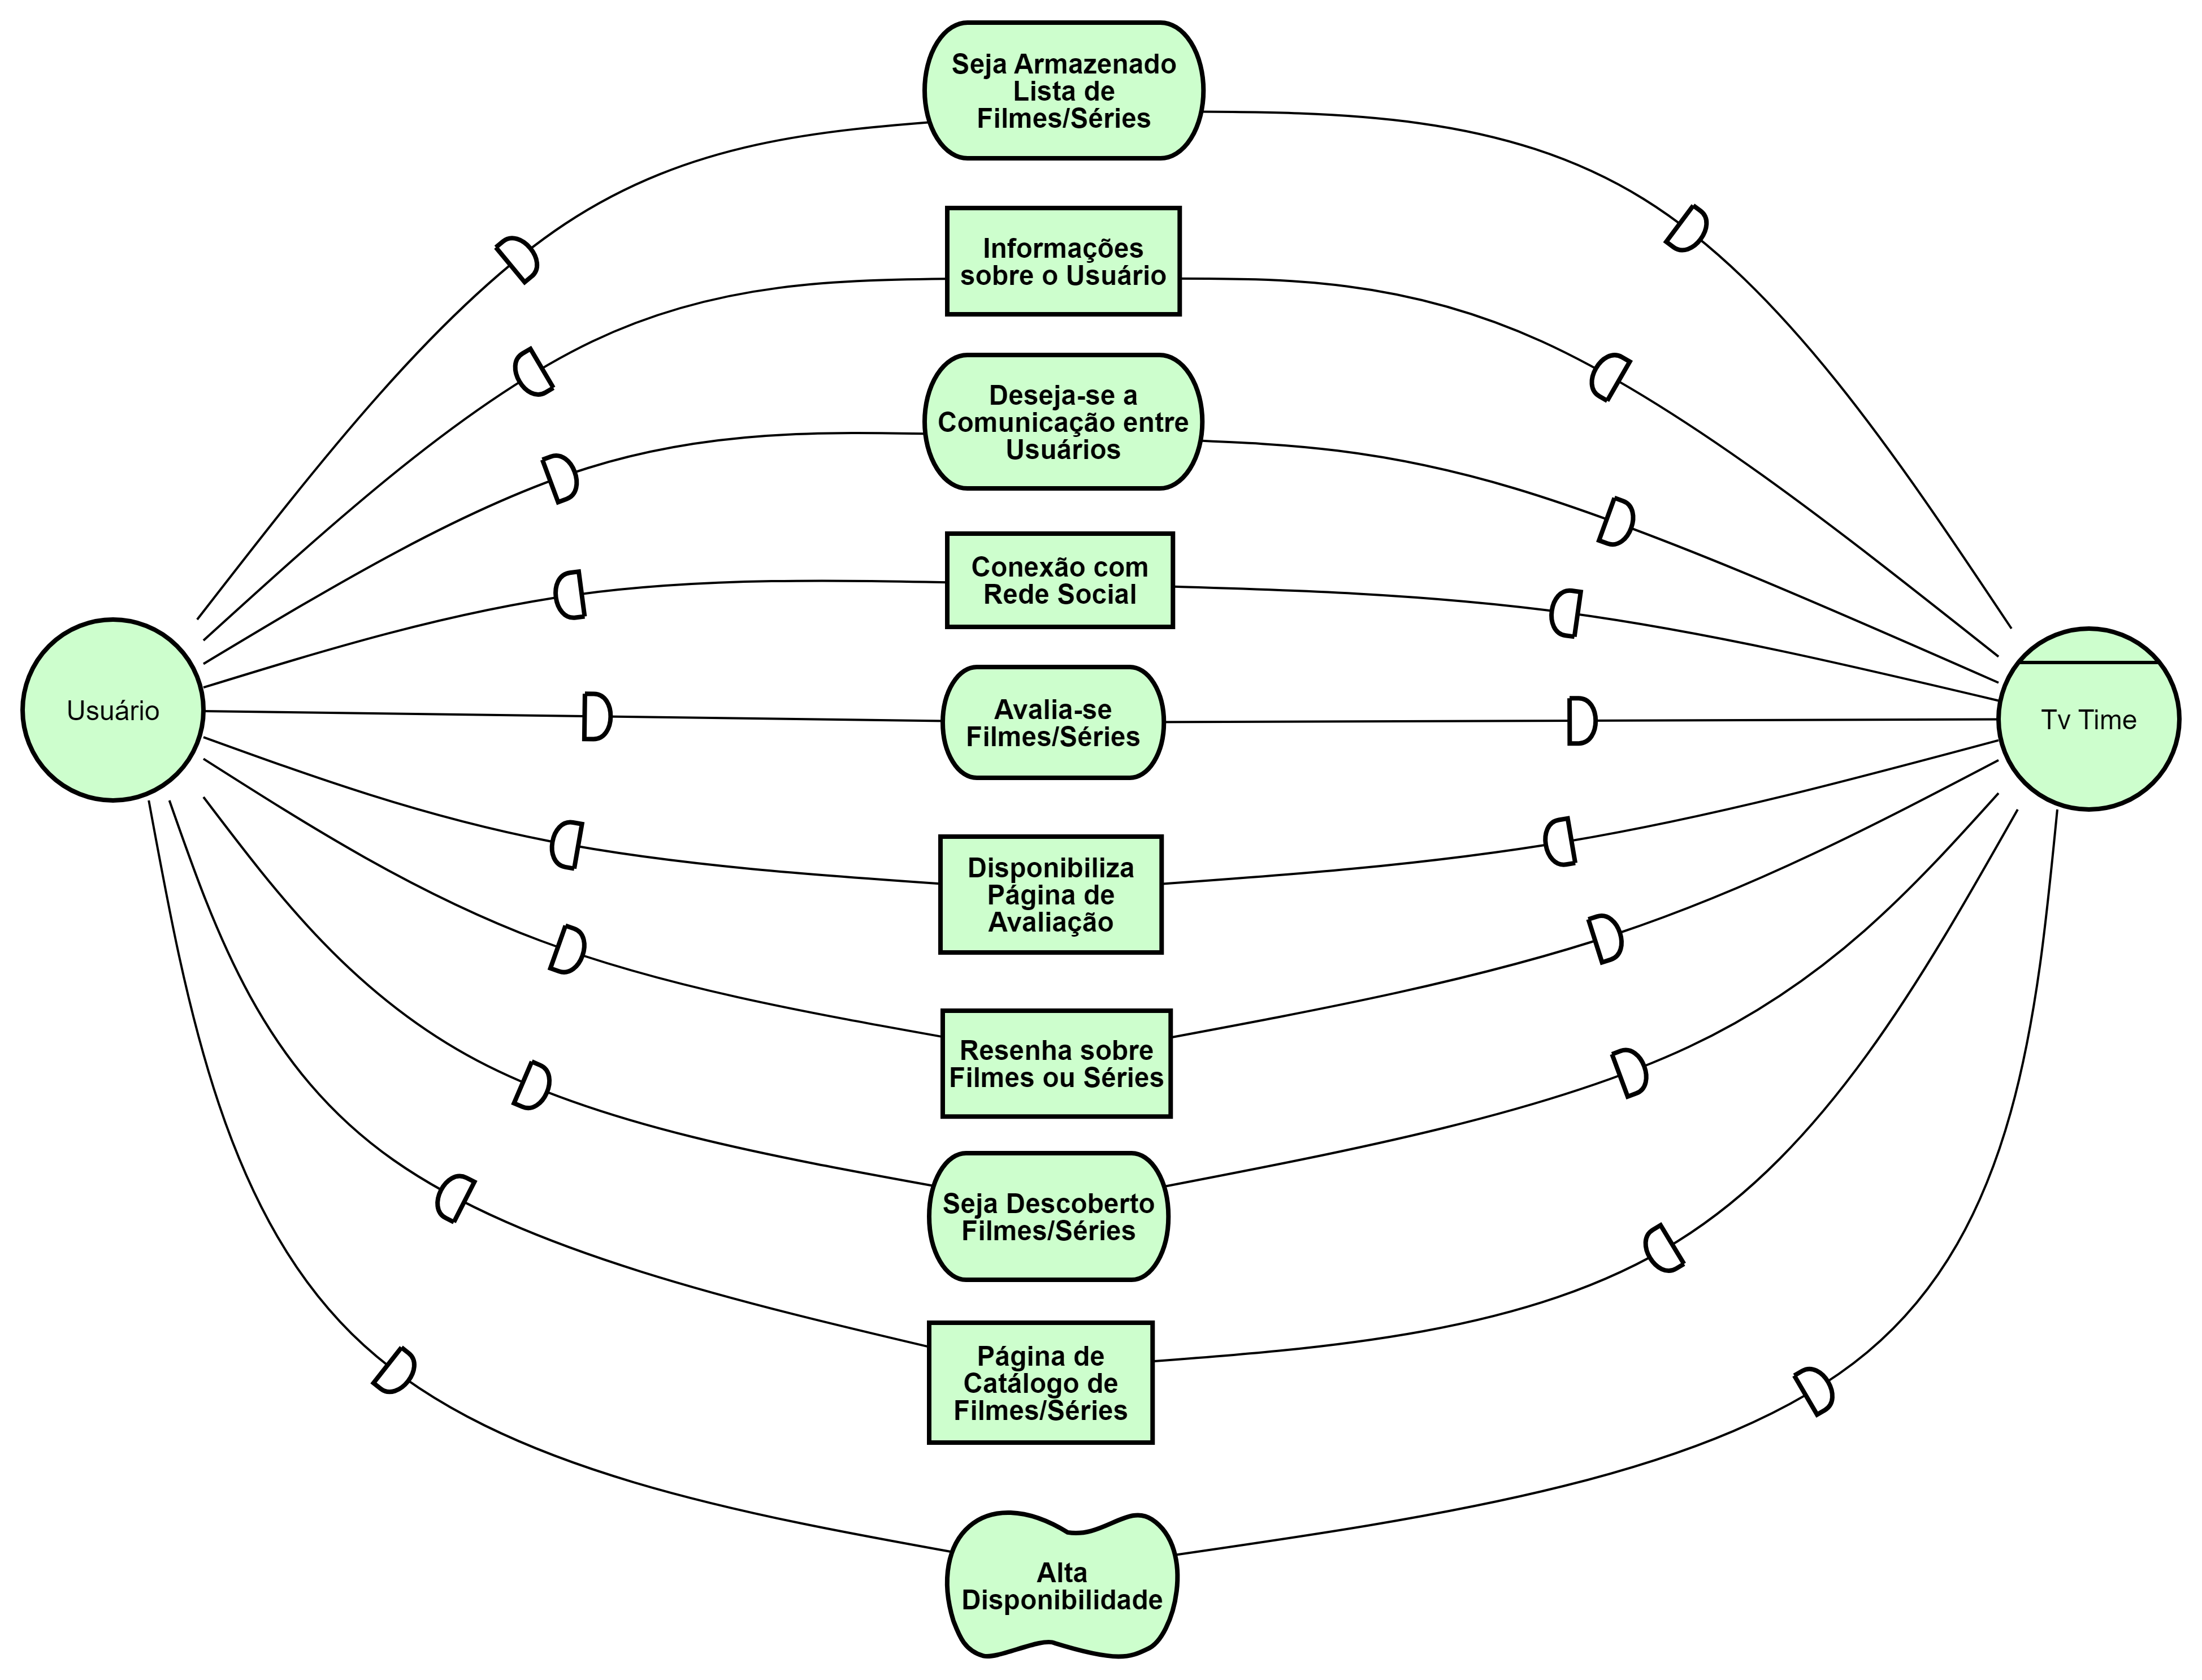 Seja Armazenado
Lista de
Filmes/Séries
Informações
sobre o Usuário
Deseja-se a
Comunicação entre
Usuários
Conexão com
Rede Social
Usuário
Avalia-se
Filmes/Séries
Tv Time
Disponibiliza
Página de
Avaliação
Resenha sobre
Filmes ou Séries
Seja Descoberto
Filmes/Séries
Página de
Catálogo de
Filmes/Séries
Alta
Disponibilidade